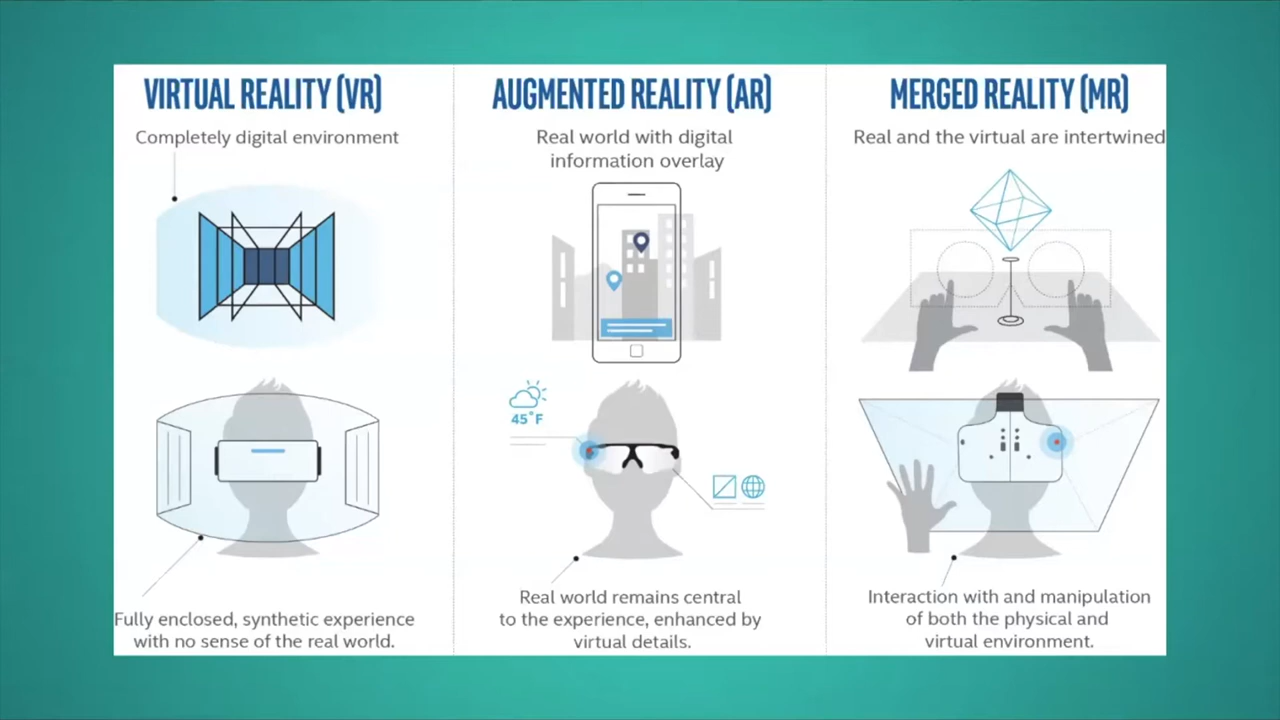 VIRTUAL REALITY (VR)
Completely digital environment
Fully enclosed, synthetic experience
with no sense of the real world.
AUGMENTED REALITY (AR)
Real world with digital
information overlay
45°F
Real world remains central
to the experience, enhanced by
virtual details.
MERGED REALITY (MR)
Real and the virtual are intertwined
Interaction with and manipulation
of both the physical and
virtual environment.